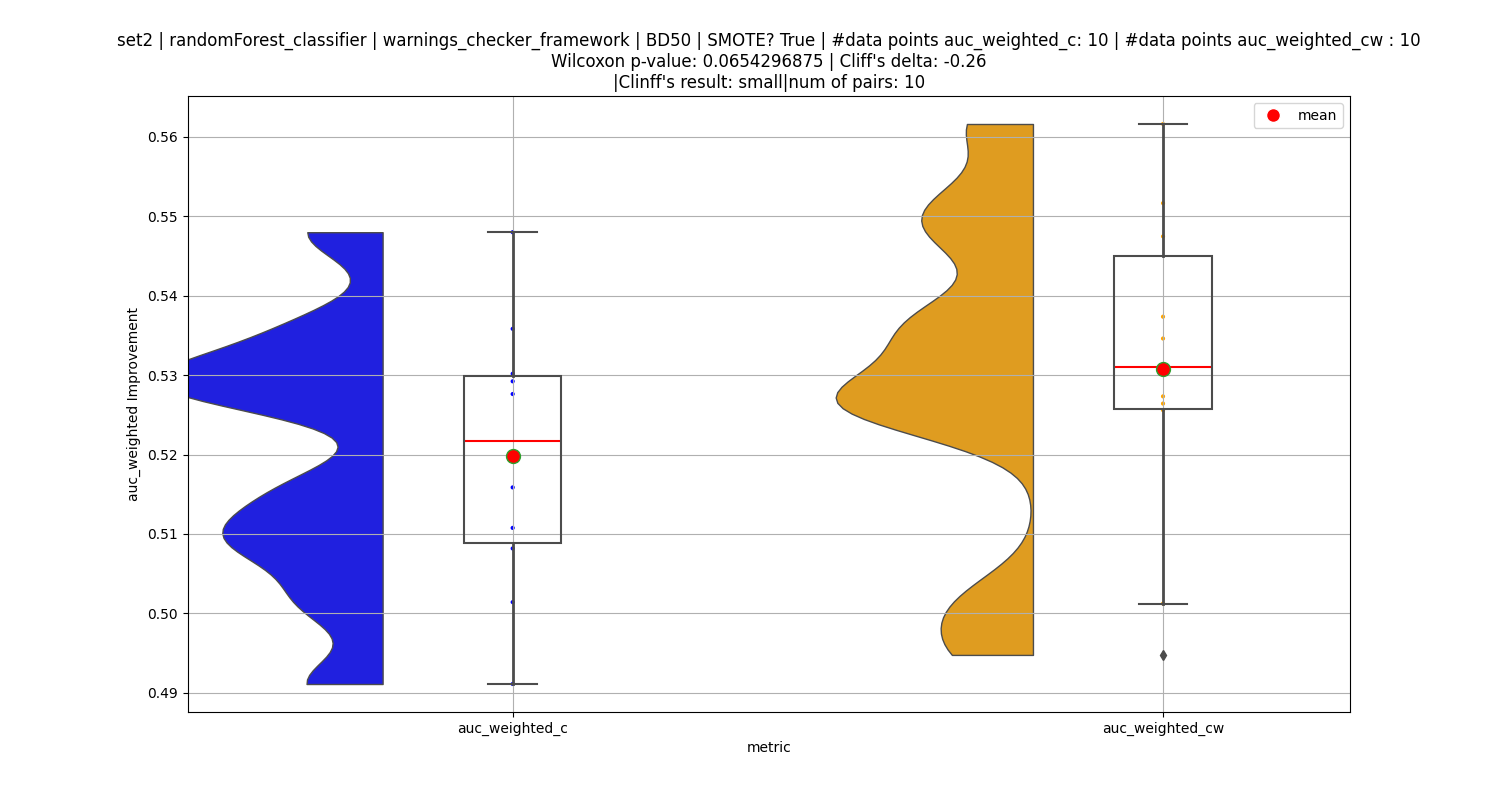 set2 | randomForest_classifier | warnings_checker_framework | BD50 | SMOTE? True | #data points auc_weighted_c: 10 | #data points auc_weighted_cw : 10
Wilcoxon p-value: 0.0654296875 | Cliff's delta: -0.26
|Clinff's result: small|num of pairs: 10
mean
0.56
0.55
0.54
0.53
0.52
0.51
0.50
0.49
auc_weighted Improvement
auc_weighted_c
auc_weighted_cw
metric